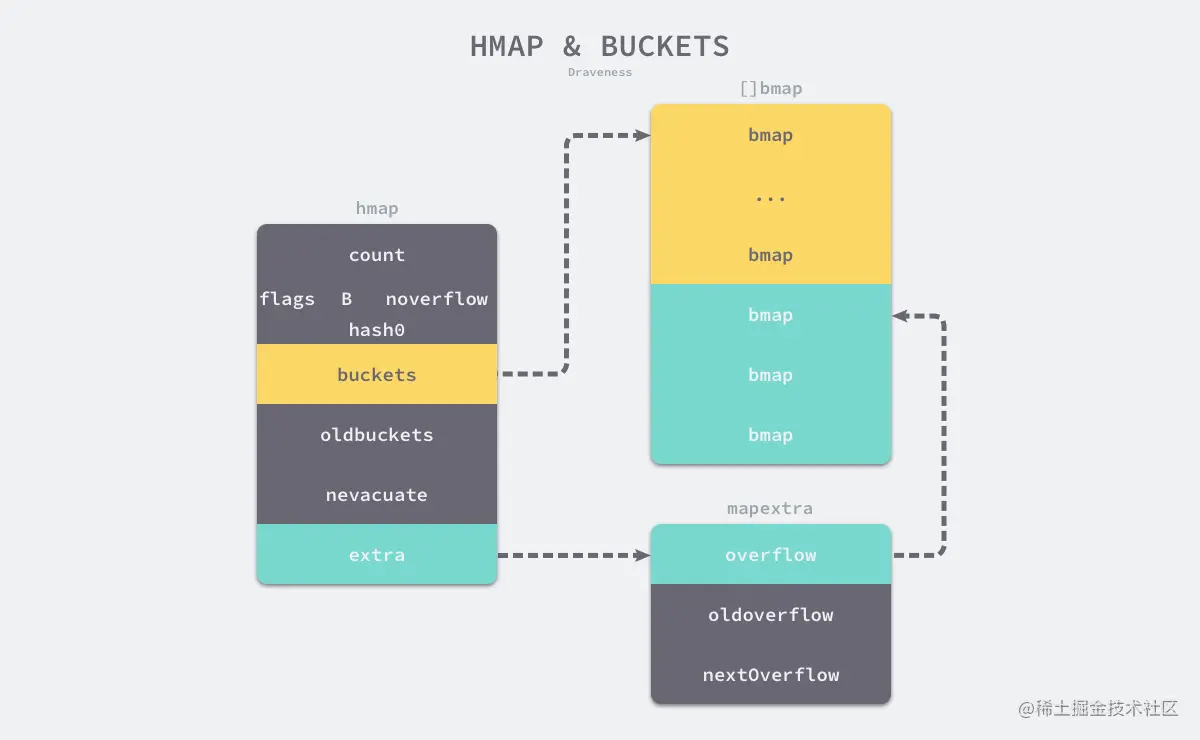 HMAP & BUCKETS
Draveness
hmap
count
flags B noverflow
hash0
buckets
oldbuckets
nevacuate
extra
[]bmap
bmap
...
bmap
bmap
bmap
bmap
mapextra
overflow
oldoverflow
nextOverflow
@稀土掘金技术社区